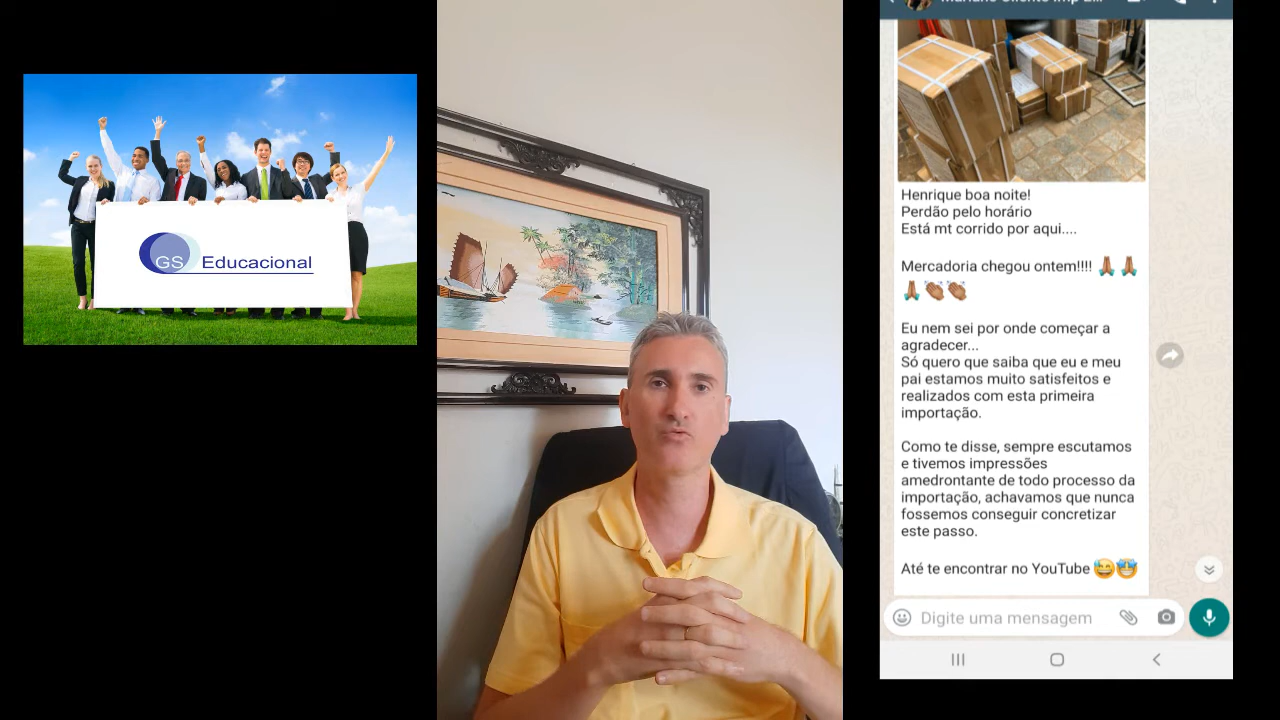 GS Educacional
Henrique boa noite!
Perdão pelo horário
Está mt corrido por aqui....
Mercadoria chegou ontem!!!! 🙏🏽 🙏🏽
🙏🏽 👏🏽👏🏽
Eu nem sei por onde começar a
agradecer...
Só quero que saiba que eu e meu
pai estamos muito satisfeitos e
realizados com esta primeira
importação.
Como te disse, sempre escutamos
e tivemos impressões
amedrontante de todo processo da
importação, achavamos que nunca
fossemos conseguir concretizar
este passo.
Até te encontrar no YouTube 😅🤩
Digite uma mensagem